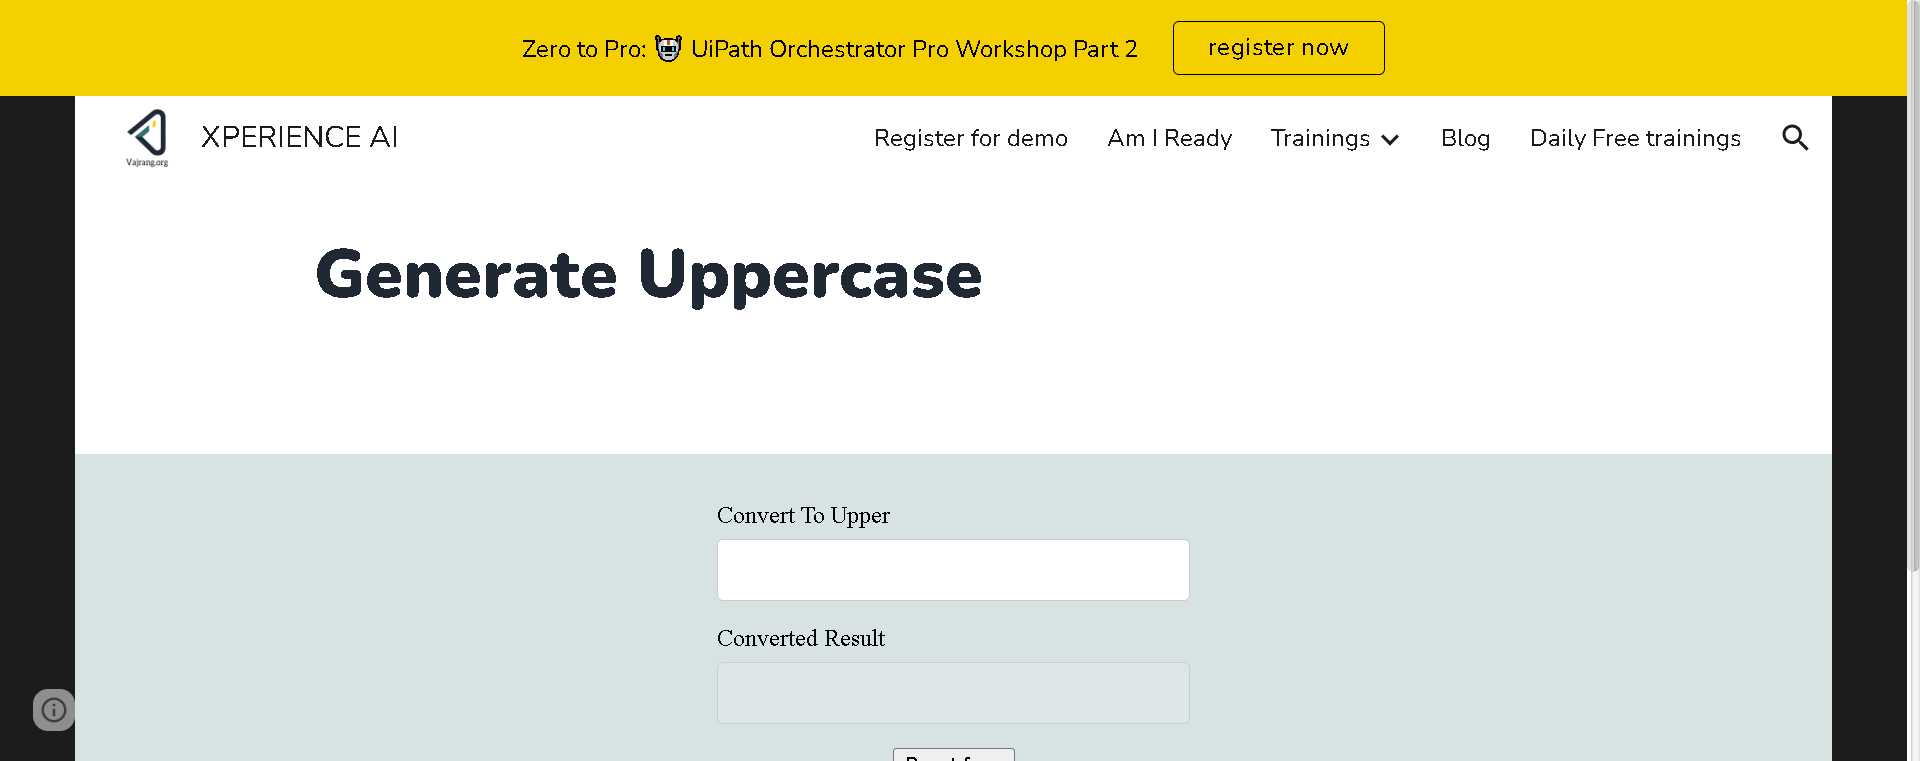 Zero to Pro: UiPath Orchestrator Pro Workshop Part 2
register now
Vajrang.org
XPERIENCE AI
Register for demo
Am I Ready
Trainings
Blog
Daily Free trainings
Generate Uppercase
Convert To Upper
Converted Result